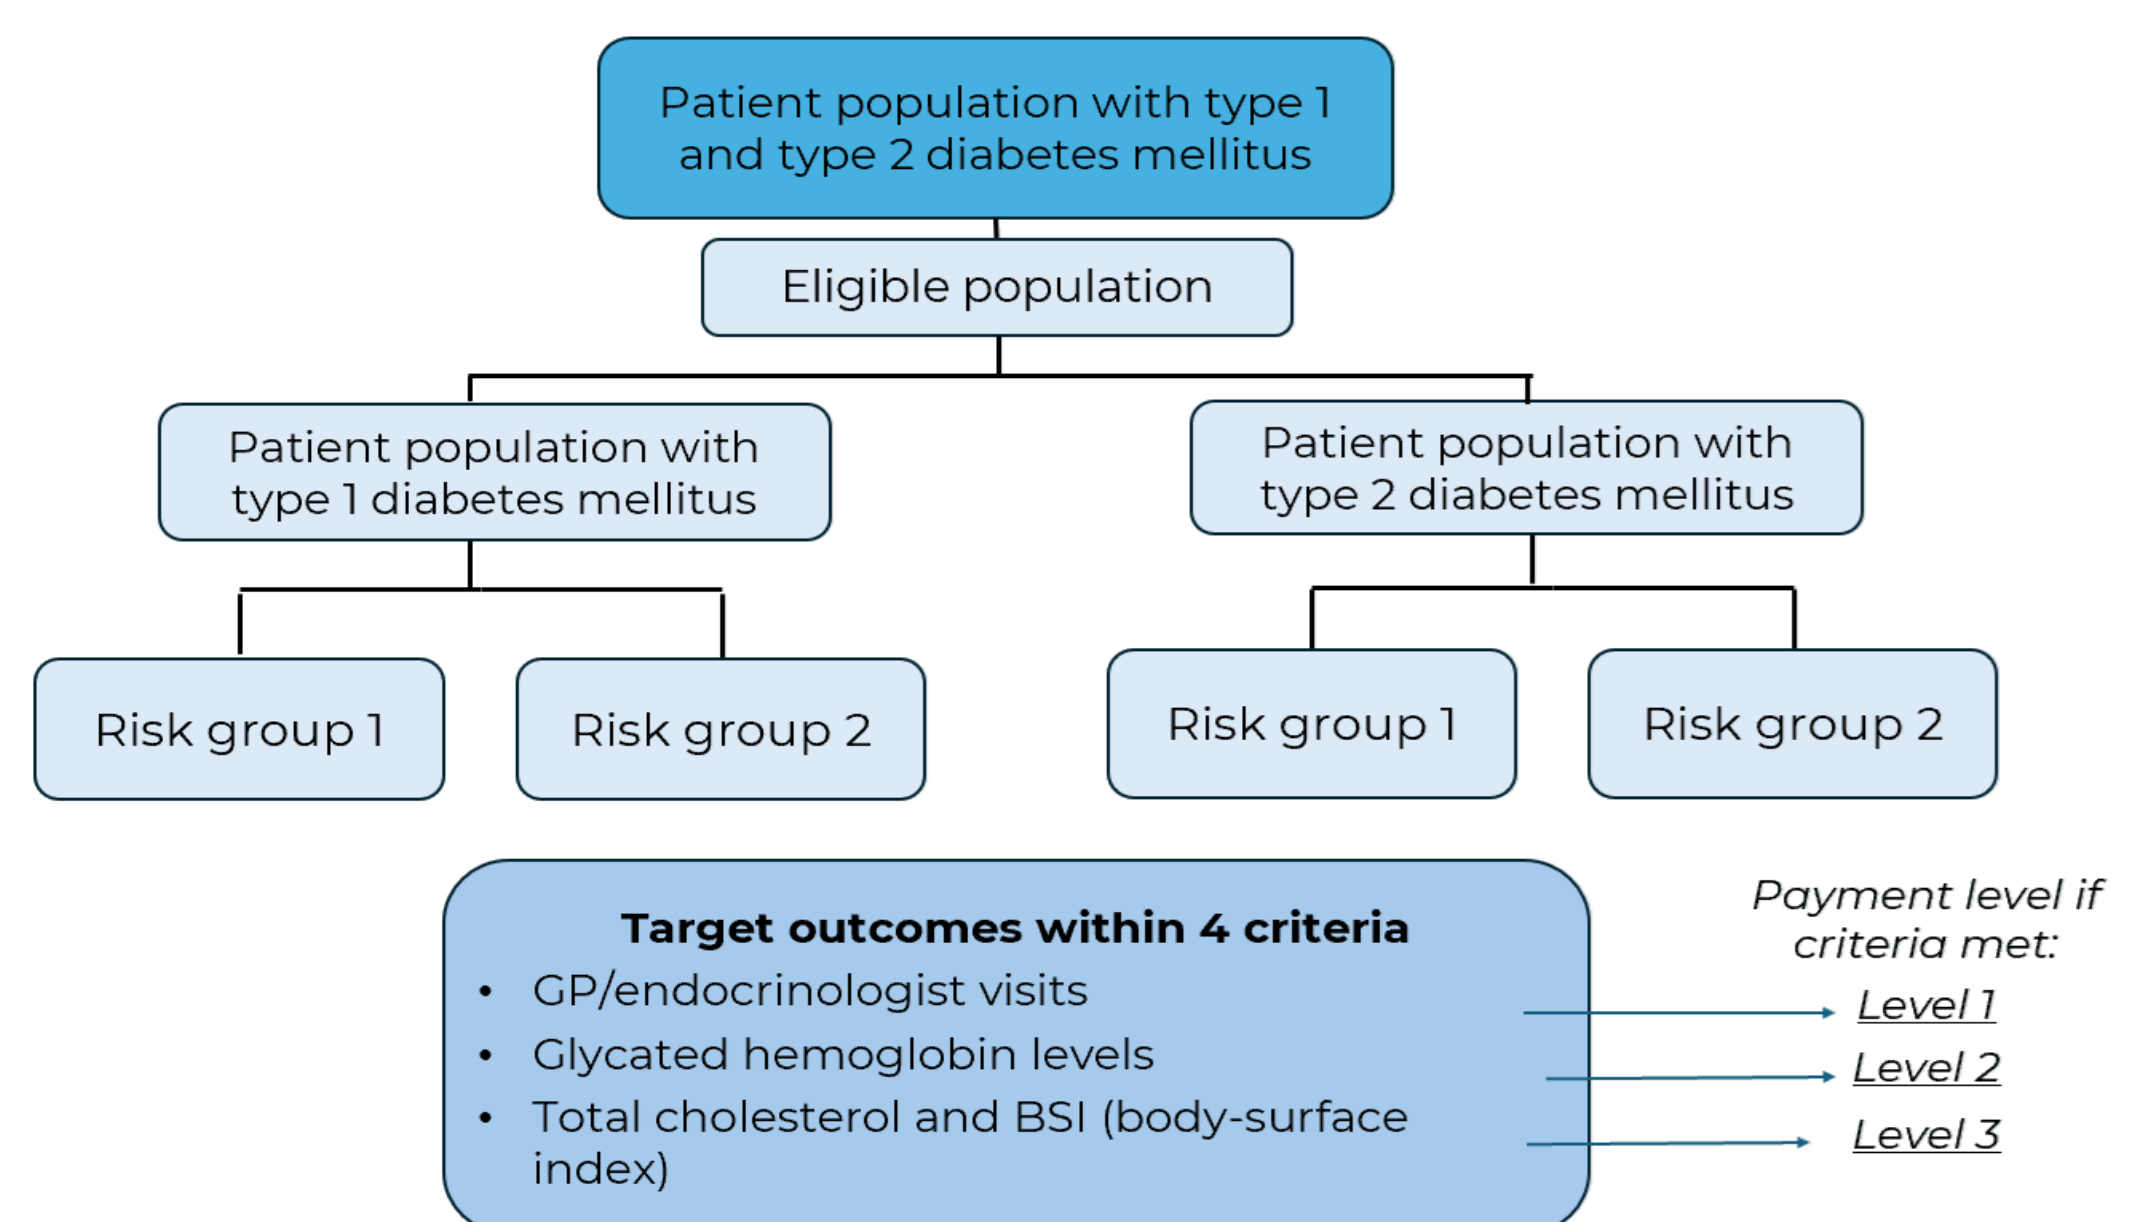 Patient population with type 1
and type 2 diabetes mellitus
Eligible population
Patient population with
type 1 diabetes mellitus
Patient population with
type 2 diabetes mellitus
Risk group 1
Risk group 2
Risk group 1
Risk group 2
Target outcomes within 4 criteria
• GP/endocrinologist visits
• Glycated hemoglobin levels
• Total cholesterol and BSI (body-surface
index)
Payment level if
criteria met:
Level 1
Level 2
Level 3